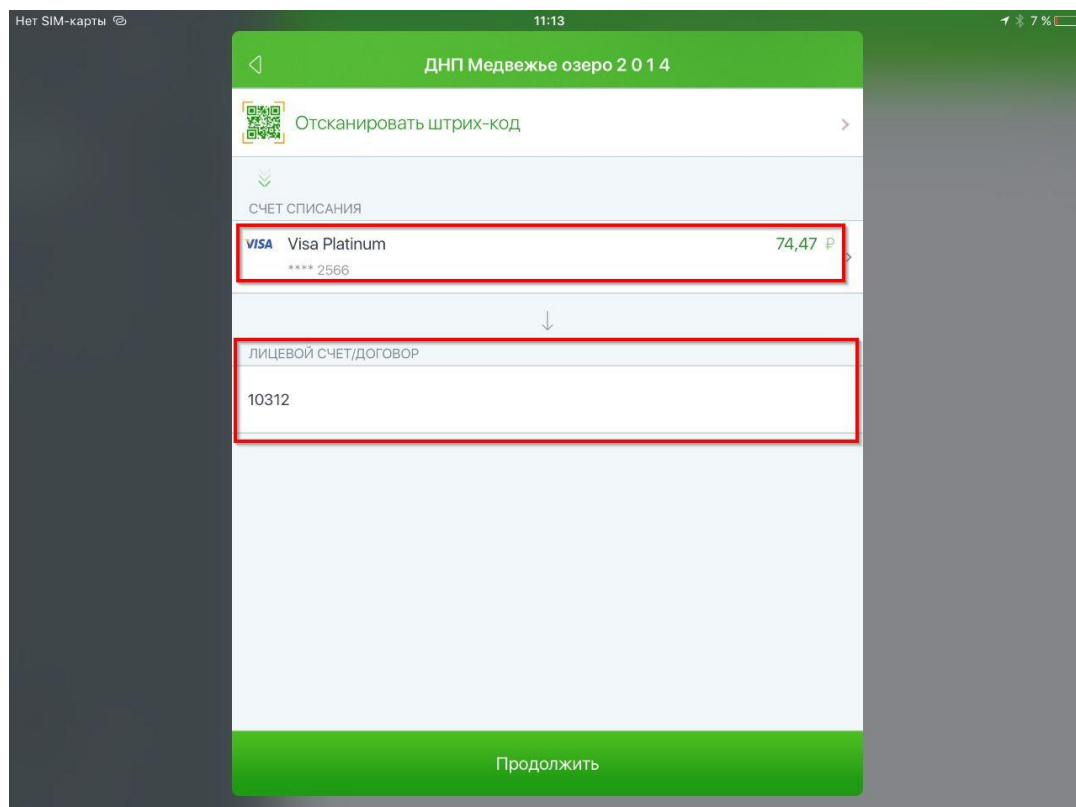 Нет SIM-карты 11:13 7 %
ДНП Медвежье озеро 2 0 1 4
Отсканировать штрих-код
СЧЕТ СПИСАНИЯ
VISA Visa Platinum 74,47 ₽
**** 2566
ЛИЦЕВОЙ СЧЕТ/ДОГОВОР
10312
Продолжить